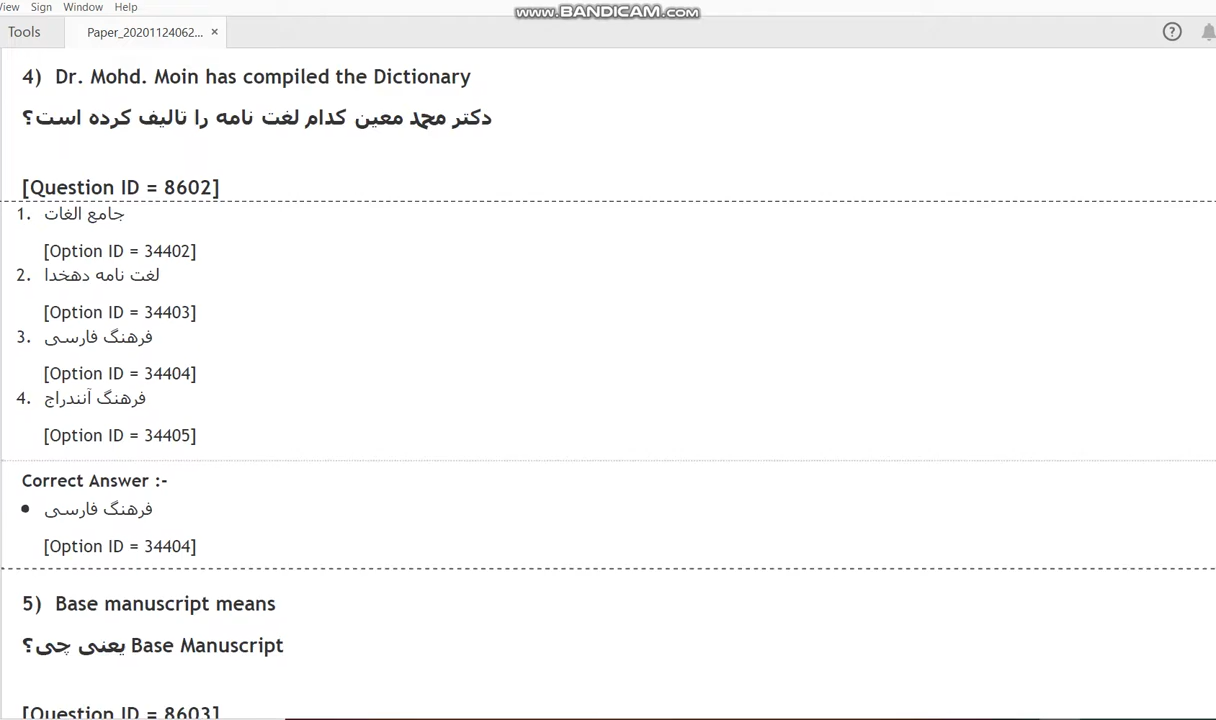 View Sign Window Help
www.BANDICAM.com
Tools Paper_20201124062... ×
4) Dr. Mohd. Moin has compiled the Dictionary
دکتر محمد معین کدام لغت نامه را تالیف کرده است؟
[Question ID = 8602]
1. جامع الغات
[Option ID = 34402]
2. لغت نامه دهخدا
[Option ID = 34403]
3. فرهنگ فارسی
[Option ID = 34404]
4. فرهنگ آنندراج
[Option ID = 34405]
Correct Answer :-
• فرهنگ فارسی
[Option ID = 34404]
5) Base manuscript means
Base Manuscript یعنی چی؟
[Question ID = 8603]